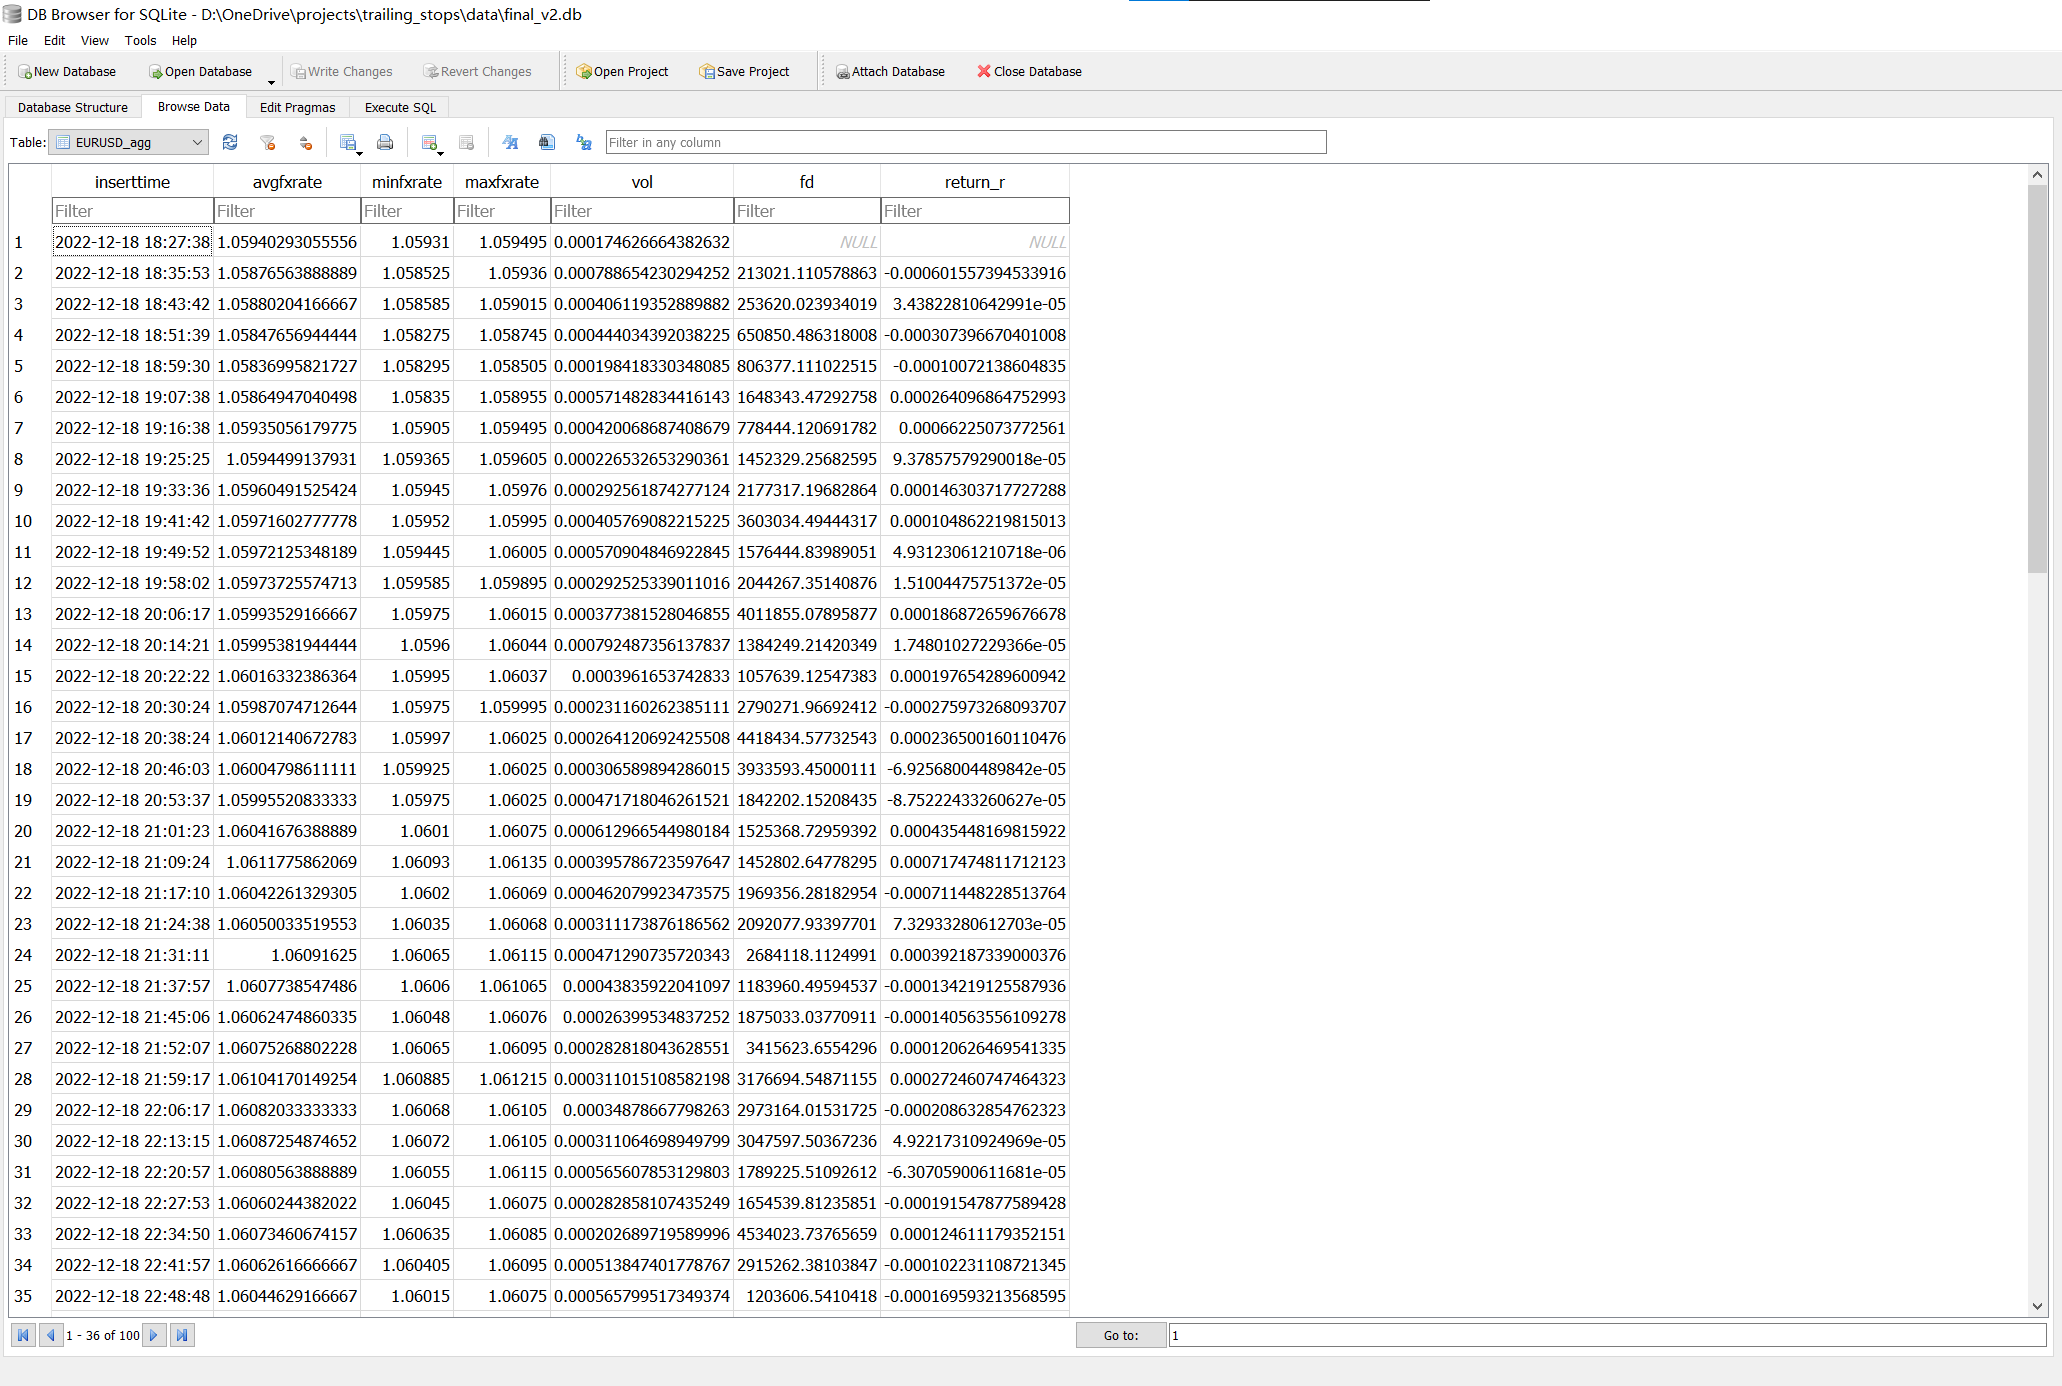 DB Browser for SQLite - D:\OneDrive\projects\trailing_stops\data\final_v2.db
File Edit View Tools Help
New Database Open Database Write Changes Revert Changes Open Project Save Project Attach Database Close Database
Database Structure Browse Data Edit Pragmas Execute SQL
Table: EURUSD_agg Filter in any column
inserttime avgfxrate minfxrate maxfxrate vol fd return_r
Filter Filter Filter Filter Filter Filter Filter
1 2022-12-18 18:27:38 1.05940293055556 1.05931 1.059495 0.000174626664382632 NULL NULL
2 2022-12-18 18:35:53 1.05876563888889 1.058525 1.05936 0.000788654230294252 213021.110578863 -0.000601557394533916
3 2022-12-18 18:43:42 1.05880204166667 1.058585 1.059015 0.000406119352889882 253620.023934019 3.43822810642991e-05
4 2022-12-18 18:51:39 1.05847656944444 1.058275 1.058745 0.000444034392038225 650850.486318008 -0.000307396670401008
5 2022-12-18 18:59:30 1.05836995821727 1.058295 1.058505 0.000198418330348085 806377.111022515 -0.00010072138604835
6 2022-12-18 19:07:38 1.05864947040498 1.05835 1.058955 0.000571482834416143 1648343.47292758 0.000264096864752993
7 2022-12-18 19:16:38 1.05935056179775 1.05905 1.059495 0.000420068687408679 778444.120691782 0.00066225073772561
8 2022-12-18 19:25:25 1.0594499137931 1.059365 1.059605 0.000226532653290361 1452329.25682595 9.37857579290018e-05
9 2022-12-18 19:33:36 1.05960491525424 1.05945 1.05976 0.000292561874277124 2177317.19682864 0.000146303717727288
10 2022-12-18 19:41:42 1.05971602777778 1.05952 1.05995 0.000405769082215225 3603034.49444317 0.000104862219815013
11 2022-12-18 19:49:52 1.05972125348189 1.059445 1.06005 0.000570904846922845 1576444.83989051 4.93123061210718e-06
12 2022-12-18 19:58:02 1.05973725574713 1.059585 1.059895 0.000292525339011016 2044267.35140876 1.51004475751372e-05
13 2022-12-18 20:06:17 1.05993529166667 1.05975 1.06015 0.000377381528046855 4011855.07895877 0.000186872659676678
14 2022-12-18 20:14:21 1.05995381944444 1.0596 1.06044 0.000792487356137837 1384249.21420349 1.74801027229366e-05
15 2022-12-18 20:22:22 1.06016332386364 1.05995 1.06037 0.0003961653742833 1057639.12547383 0.000197654289600942
16 2022-12-18 20:30:24 1.05987074712644 1.05975 1.059995 0.000231160262385111 2790271.96692412 -0.000275973268093707
17 2022-12-18 20:38:24 1.06012140672783 1.05997 1.06025 0.000264120692425508 4418434.57732543 0.000236500160110476
18 2022-12-18 20:46:03 1.06004798611111 1.059925 1.06025 0.000306589894286015 3933593.45000111 -6.92568004489842e-05
19 2022-12-18 20:53:37 1.05995520833333 1.05975 1.06025 0.000471718046261521 1842202.15208435 -8.75222433260627e-05
20 2022-12-18 21:01:23 1.06041676388889 1.0601 1.06075 0.000612966544980184 1525368.72959392 0.000435448169815922
21 2022-12-18 21:09:24 1.0611775862069 1.06093 1.06135 0.000395786723597647 1452802.64778295 0.000717474811712123
22 2022-12-18 21:17:10 1.06042261329305 1.0602 1.06069 0.000462079923473575 1969356.28182954 -0.000711448228513764
23 2022-12-18 21:24:38 1.06050033519553 1.06035 1.06068 0.000311173876186562 2092077.93397701 7.32933280612703e-05
24 2022-12-18 21:31:11 1.06091625 1.06065 1.06115 0.000471290735720343 2684118.1124991 0.000392187339000376
25 2022-12-18 21:37:57 1.0607738547486 1.0606 1.061065 0.00043835922041097 1183960.49594537 -0.000134219125587936
26 2022-12-18 21:45:06 1.06062474860335 1.06048 1.06076 0.00026399534837252 1875033.03770911 -0.000140563556109278
27 2022-12-18 21:52:07 1.06075268802228 1.06065 1.06095 0.000282818043628551 3415623.6554296 0.000120626469541335
28 2022-12-18 21:59:17 1.06104170149254 1.060885 1.061215 0.000311015108582198 3176694.54871155 0.000272460747464323
29 2022-12-18 22:06:17 1.06082033333333 1.06068 1.06105 0.00034878667798263 2973164.01531725 -0.000208632854762323
30 2022-12-18 22:13:15 1.06087254874652 1.06072 1.06105 0.000311064698949799 3047597.50367236 4.92217310924969e-05
31 2022-12-18 22:20:57 1.06080563888889 1.06055 1.06115 0.000565607853129803 1789225.51092612 -6.30705900611681e-05
32 2022-12-18 22:27:53 1.06060244382022 1.06045 1.06075 0.000282858107435249 1654539.81235851 -0.000191547877589428
33 2022-12-18 22:34:50 1.06073460674157 1.060635 1.06085 0.000202689719589996 4534023.73765659 0.000124611179352151
34 2022-12-18 22:41:57 1.06062616666667 1.060405 1.06095 0.000513847401778767 2915262.38103847 -0.000102231108721345
35 2022-12-18 22:48:48 1.06044629166667 1.06015 1.06075 0.000565799517349374 1203606.5410418 -0.000169593213568595
1 - 36 of 100 Go to: 1